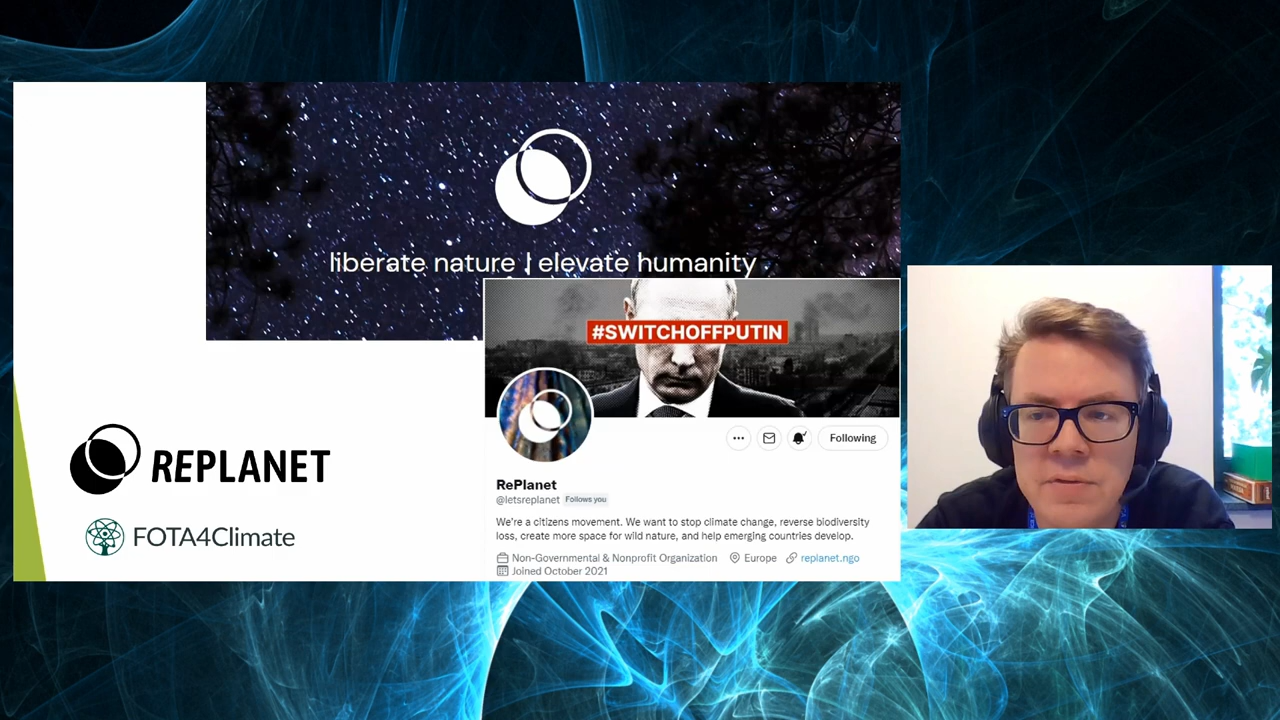 liberate nature | elevate humanity
#SWITCHOFFPUTIN
Following
REPLANET
RePlanet
@letsreplanet Follows you
We're a citizens movement. We want to stop climate change, reverse biodiversity
loss, create more space for wild nature, and help emerging countries develop.
FOTA4Climate
Non-Governmental & Nonprofit Organization Europe replanet.ngo
Joined October 2021